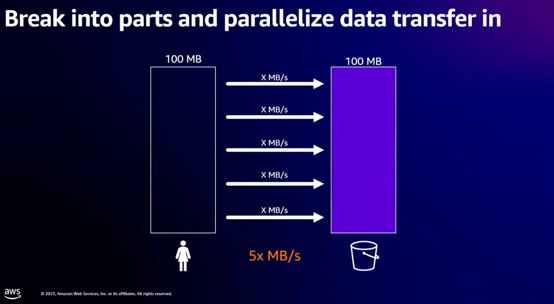 Break into parts and parallelize data transfer in
100 MB
100 MB
X MB/s
X MB/s
X MB/s
X MB/s
X MB/s
5x MB/s
aws
© 2023, Amazon Web Services, Inc. or its affiliates. All rights reserved.